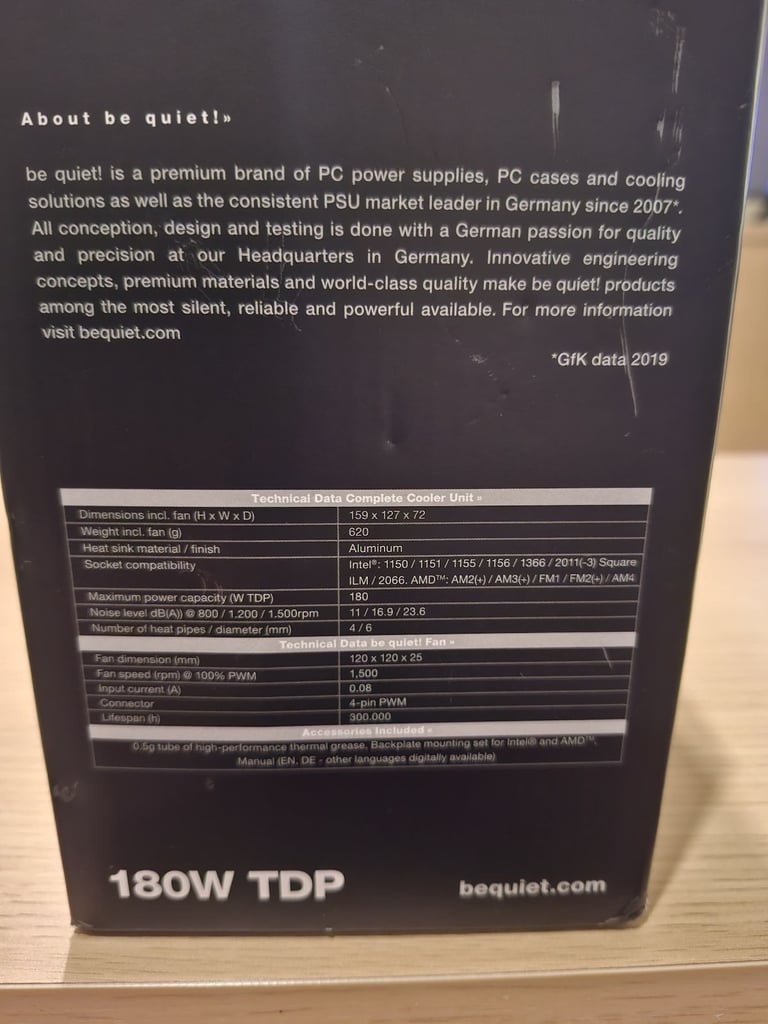 About be quiet!»
be quiet! is a premium brand of PC power supplies, PC cases and cooling
solutions as well as the consistent PSU market leader in Germany since 2007*.
All conception, design and testing is done with a German passion for quality
and precision at our Headquarters in Germany. Innovative engineering
concepts, premium materials and world-class quality make be quiet! products
among the most silent, reliable and powerful available. For more information
visit bequiet.com
*GfK data 2019
Technical Data Complete Cooler Unit »
Dimensions incl. fan (H x W x D) 159 x 127 x 72
Weight incl. fan (g) 620
Heat sink material / finish Aluminum
Socket compatibility Intel®: 1150 / 1151 / 1155 / 1156 / 1366 / 2011(-3) Square
ILM / 2066. AMD™: AM2(+) / AM3(+) / FM1 / FM2(+) / AM4
Maximum power capacity (W TDP) 180
Noise level dB(A)) @ 800 / 1.200 / 1.500rpm 11 / 16.9 / 23.6
Number of heat pipes / diameter (mm) 4 / 6
Technical Data be quiet! Fan »
Fan dimension (mm) 120 x 120 x 25
Fan speed (rpm) @ 100% PWM 1,500
Input current (A) 0.08
Connector 4-pin PWM
Lifespan (h) 300.000
Accessories Included »
0.5g tube of high-performance thermal grease, Backplate mounting set for Intel® and AMD™,
Manual (EN, DE - other languages digitally available)
180W TDP
bequiet.com